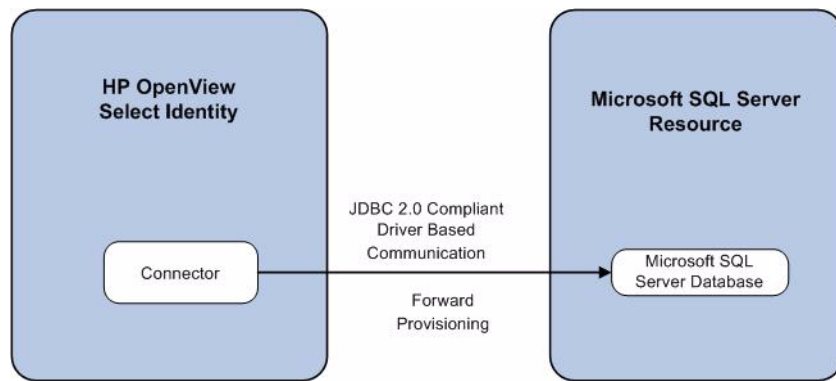 HP OpenView
Select Identity
Microsoft SQL Server
Resource
JDBC 2.0 Compliant
Driver Based
Communication
Connector
Microsoft SQL
Server Database
Forward
Provisioning